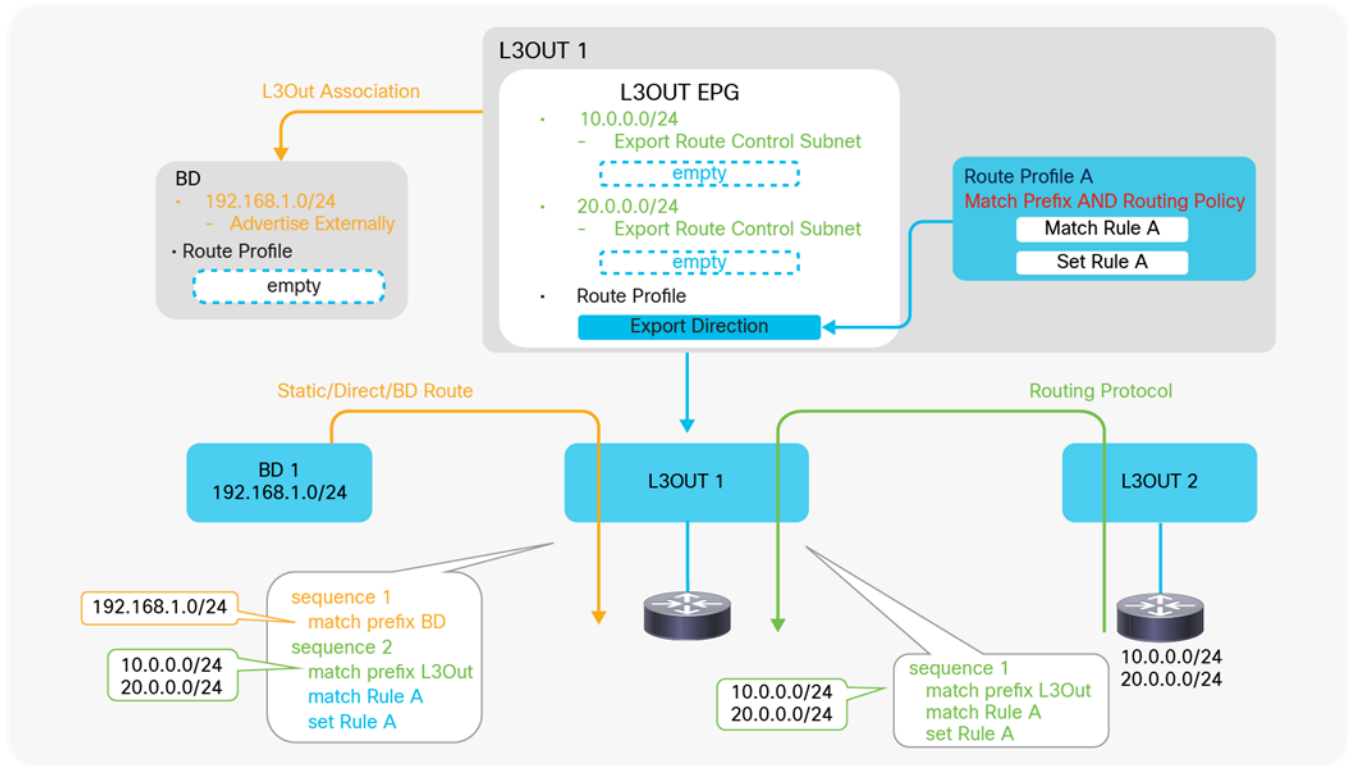 L3OUT 1
L3Out Association
L3OUT EPG
· 10.0.0.0/24
– Export Route Control Subnet
empty
· 20.0.0.0/24
– Export Route Control Subnet
empty
· Route Profile
Export Direction
BD
· 192.168.1.0/24
– Advertise Externally
· Route Profile
empty
Route Profile A
Match Prefix AND Routing Policy
Match Rule A
Set Rule A
Static/Direct/BD Route
Routing Protocol
BD 1
192.168.1.0/24
L3OUT 1
L3OUT 2
192.168.1.0/24
10.0.0.0/24
20.0.0.0/24
sequence 1
match prefix BD
sequence 2
match prefix L3Out
match Rule A
set Rule A
10.0.0.0/24
20.0.0.0/24
sequence 1
match prefix L3Out
match Rule A
set Rule A
10.0.0.0/24
20.0.0.0/24